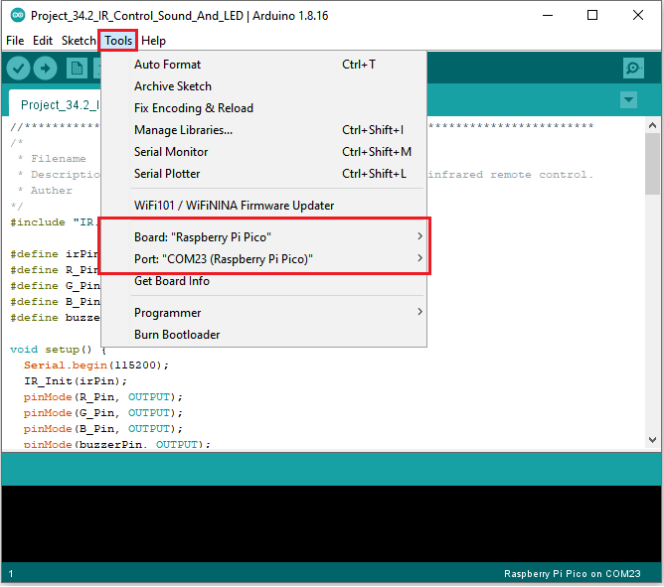 Project_34.2_IR_Control_Sound_And_LED | Arduino 1.8.16
File Edit Sketch Tools Help
Auto Format Ctrl+T
Archive Sketch
Fix Encoding & Reload
Manage Libraries... Ctrl+Shift+I
Serial Monitor Ctrl+Shift+M
Serial Plotter Ctrl+Shift+L
WiFi101 / WiFiNINA Firmware Updater
Board: "Raspberry Pi Pico"
Port: "COM23 (Raspberry Pi Pico)"
Get Board Info
Programmer
Burn Bootloader
Project_34.2_I
//***********
***********************
/*
* Filename
* Descriptio infrared remote control.
* Auther
*/
#include "IR.
#define irPin
#define R_Pin
#define G_Pin
#define B_Pin
#define buzze
void setup() {
Serial.begin(115200);
IR_Init(irPin);
pinMode(R_Pin, OUTPUT);
pinMode(G_Pin, OUTPUT);
pinMode(B_Pin, OUTPUT);
pinMode(buzzerPin, OUTPUT);
1 Raspberry Pi Pico on COM23